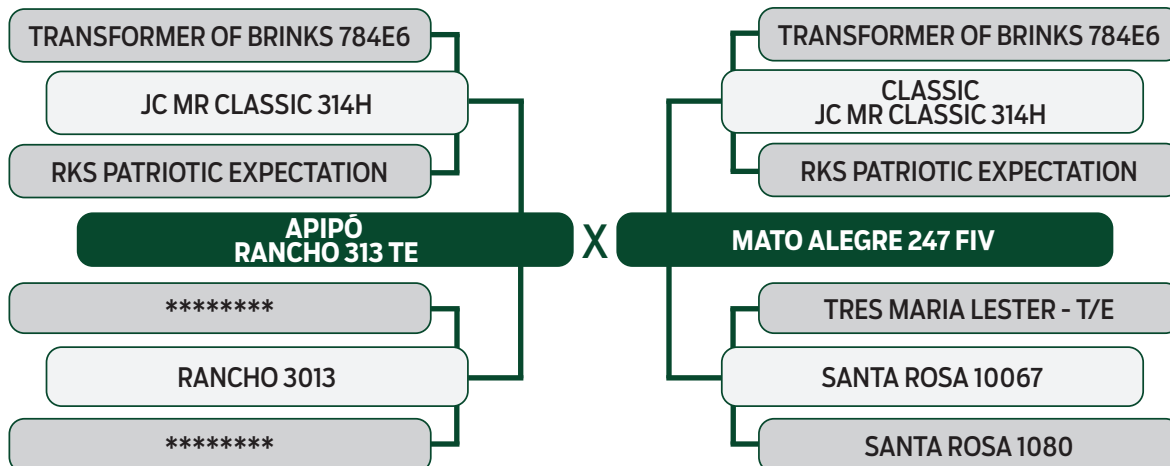 TRANSFORMER OF BRINKS 784E6
JC MR CLASSIC 314H
RKS PATRIOTIC EXPECTATION
APIPÓ
RANCHO 313 TE
********
RANCHO 3013
********
X
TRANSFORMER OF BRINKS 784E6
CLASSIC
JC MR CLASSIC 314H
RKS PATRIOTIC EXPECTATION
MATO ALEGRE 247 FIV
TRES MARIA LESTER - T/E
SANTA ROSA 10067
SANTA ROSA 1080